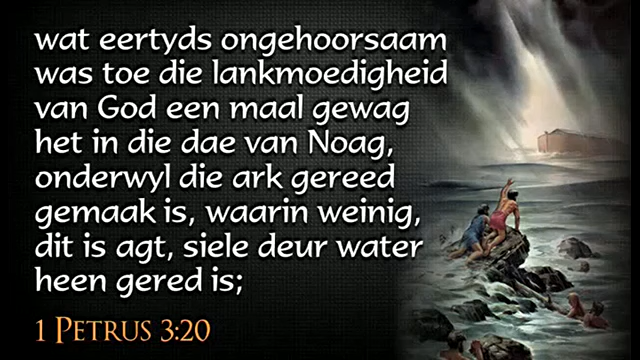 wat eertyds ongehoorsaam
was toe die lankmoedigheid
van God een maal gewag
het in die dae van Noag,
onderwyl die ark gereed
gemaak is, waarin weinig,
dit is agt, siele deur water
heen gered is;
1 Petrus 3:20